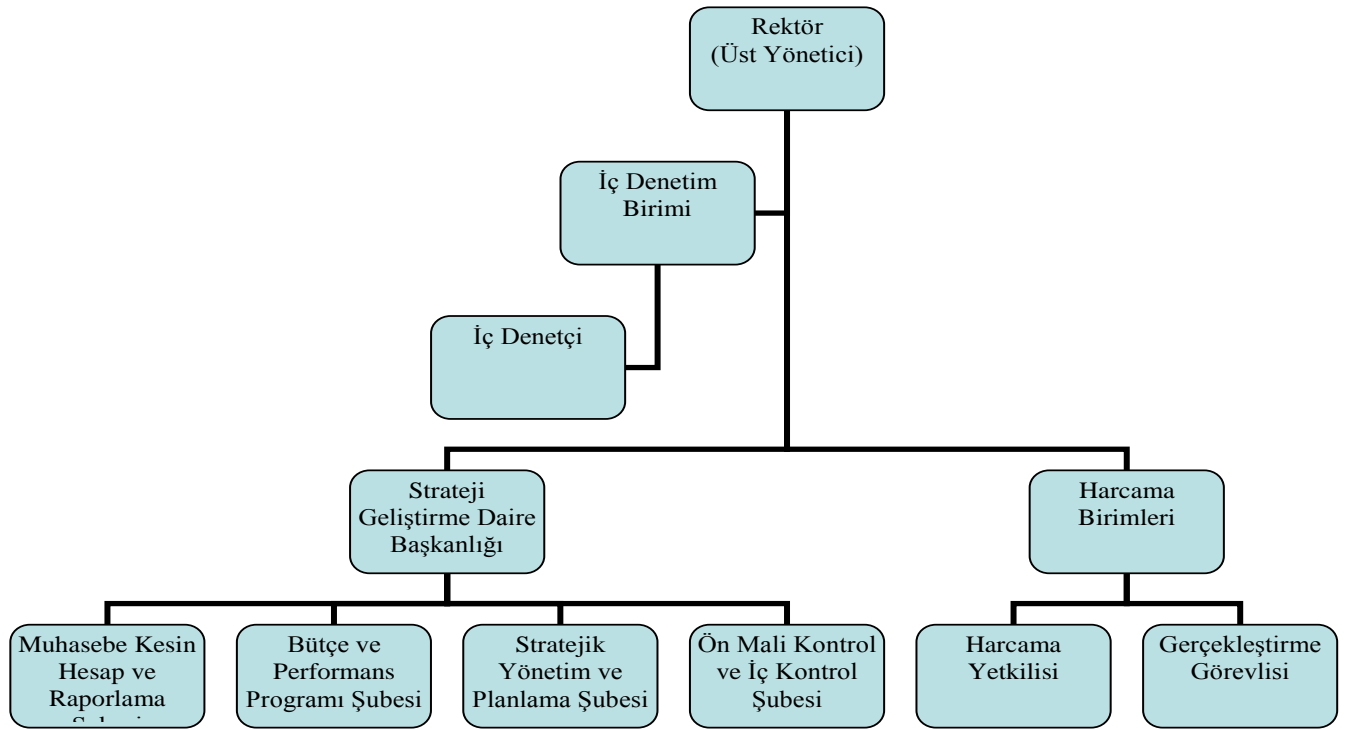 Rektör
(Üst Yönetici)
İç Denetim
Birimi
İç Denetçi
Strateji
Geliştirme Daire
Başkanlığı
Harcama
Birimleri
Muhasebe Kesin
Hesap ve
Raporlama
Bütçe ve
Performans
Programı Şubesi
Stratejik
Yönetim ve
Planlama Şubesi
Ön Mali Kontrol
ve İç Kontrol
Şubesi
Harcama
Yetkilisi
Gerçekleştirme
Görevlisi